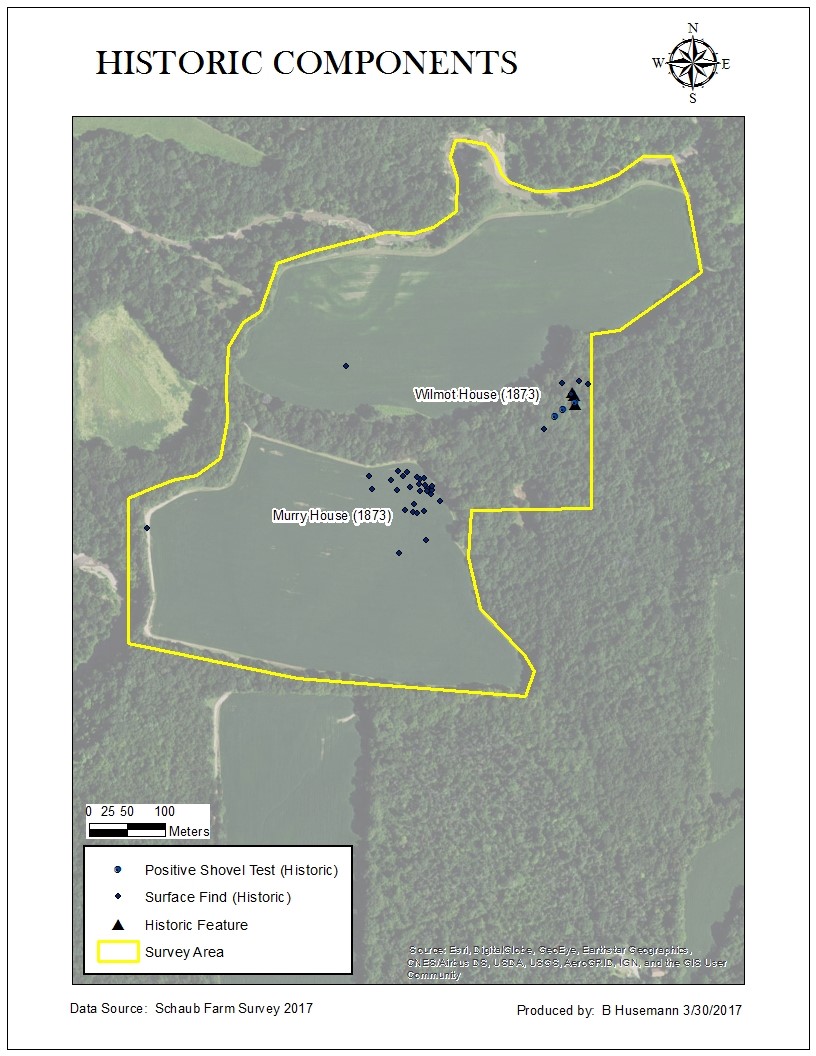 HISTORIC COMPONENTS
N
W E
S
Wilmot House (1873)
Murry House (1873)
0 25 50 100
Meters
Positive Shovel Test (Historic)
Surface Find (Historic)
Historic Feature
Survey Area
Source: Esri, DigitalGlobe, GeoEye, Earthstar Geographics,
CNES/Airbus DS, USDA, USGS, AeroGRID, IGN, and the GIS User
Community
Data Source: Schaub Farm Survey 2017
Produced by: B Husemann 3/30/2017